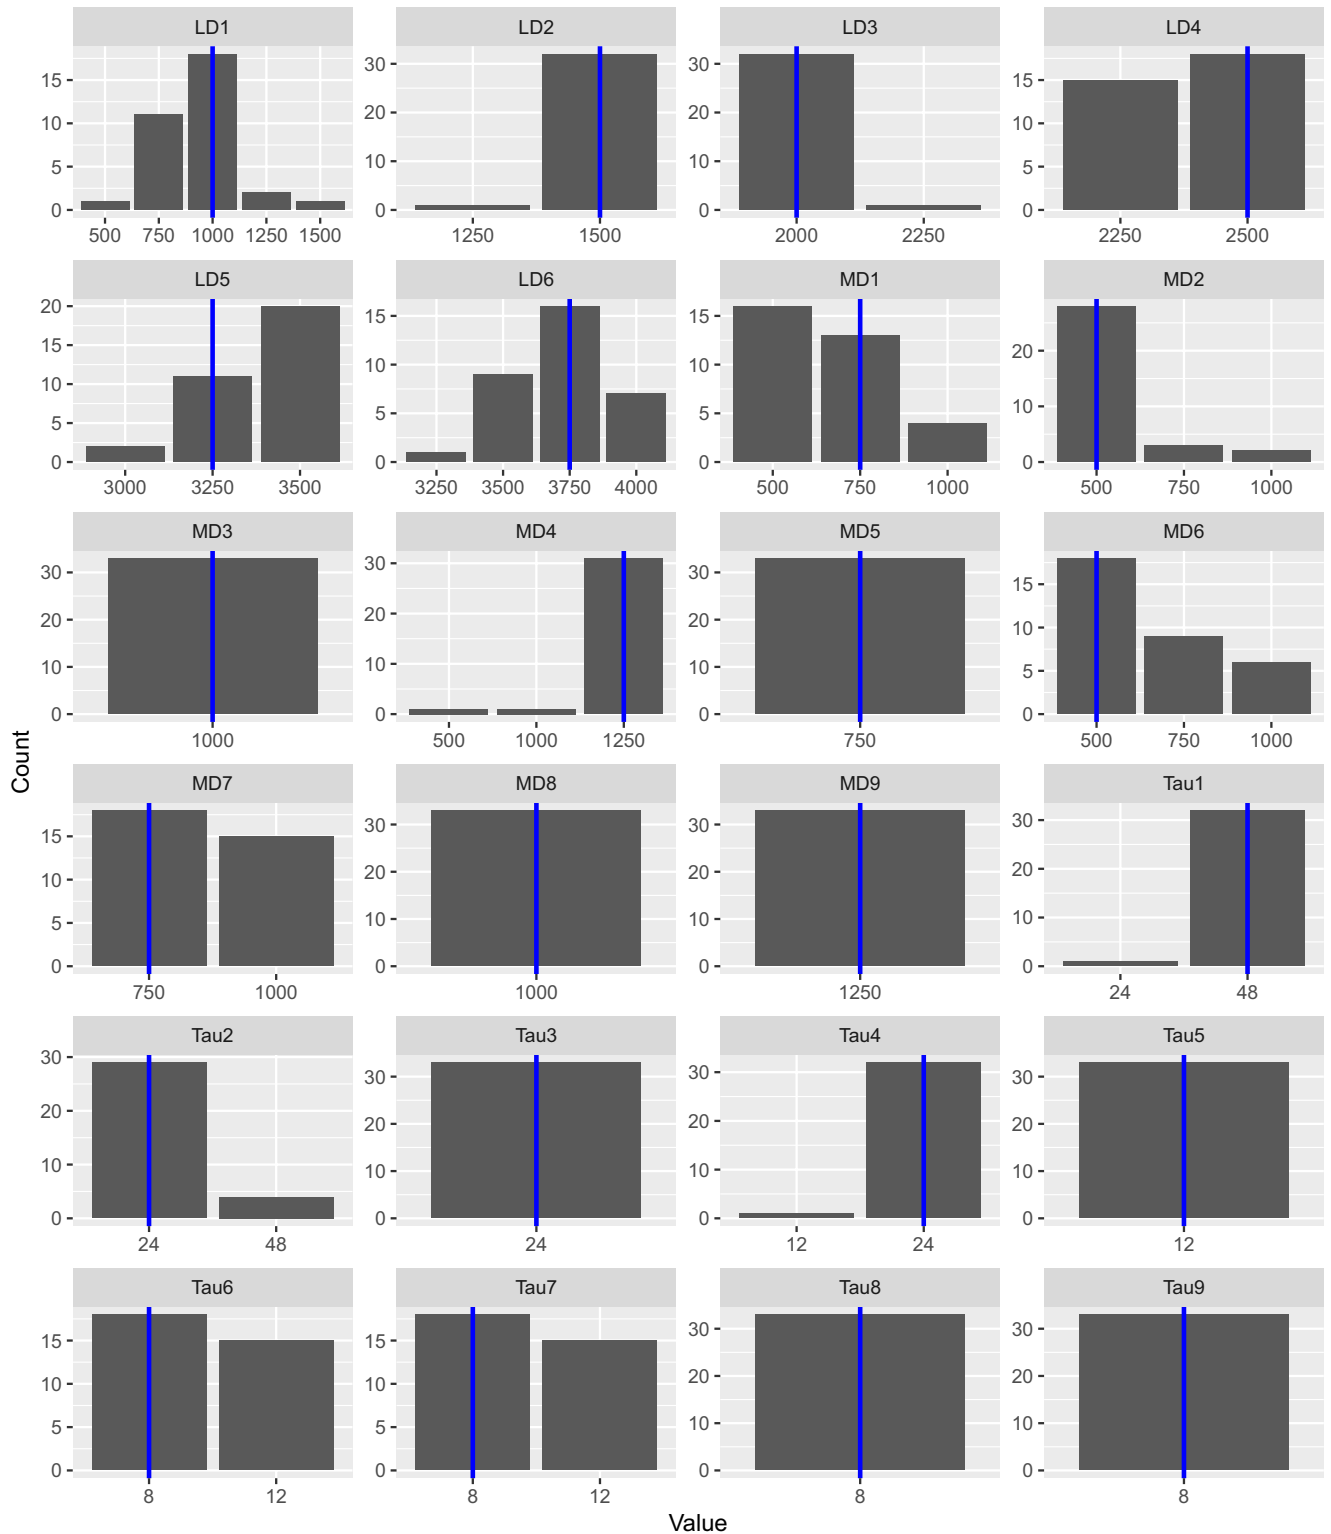 LD1 LD2 LD3 LD4
15 10 5 0 30 20 10 0 30 20 10 0 15 10 5 0
500 750 1000 1250 1500 1250 1500 2000 2250 2250 2500
LD5 LD6 MD1 MD2
20 15 10 5 0 15 10 5 0 15 10 5 0 20 10 0
3000 3250 3500 3250 3500 3750 4000 500 750 1000 500 750 1000
MD3 MD4 MD5 MD6
30 20 10 0 30 20 10 0 30 20 10 0 15 10 5 0
1000 500 1000 1250 750 500 750 1000
Count
MD7 MD8 MD9 Tau1
15 10 5 0 30 20 10 0 30 20 10 0 30 20 10 0
750 1000 1000 1250 24 48
Tau2 Tau3 Tau4 Tau5
30 20 10 0 30 20 10 0 30 20 10 0 30 20 10 0
24 48 24 12 24 12
Tau6 Tau7 Tau8 Tau9
15 10 5 0 15 10 5 0 30 20 10 0 30 20 10 0
8 12 8 12 8 8
Value